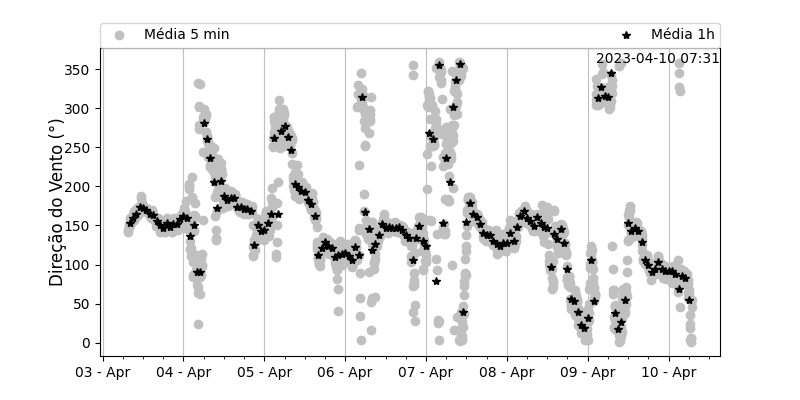 Média 5 min
Média 1h
2023-04-10 07:31
Direção do Vento (°)
350
300
250
200
150
100
50
0
03 - Apr
04 - Apr
05 - Apr
06 - Apr
07 - Apr
08 - Apr
09 - Apr
10 - Apr